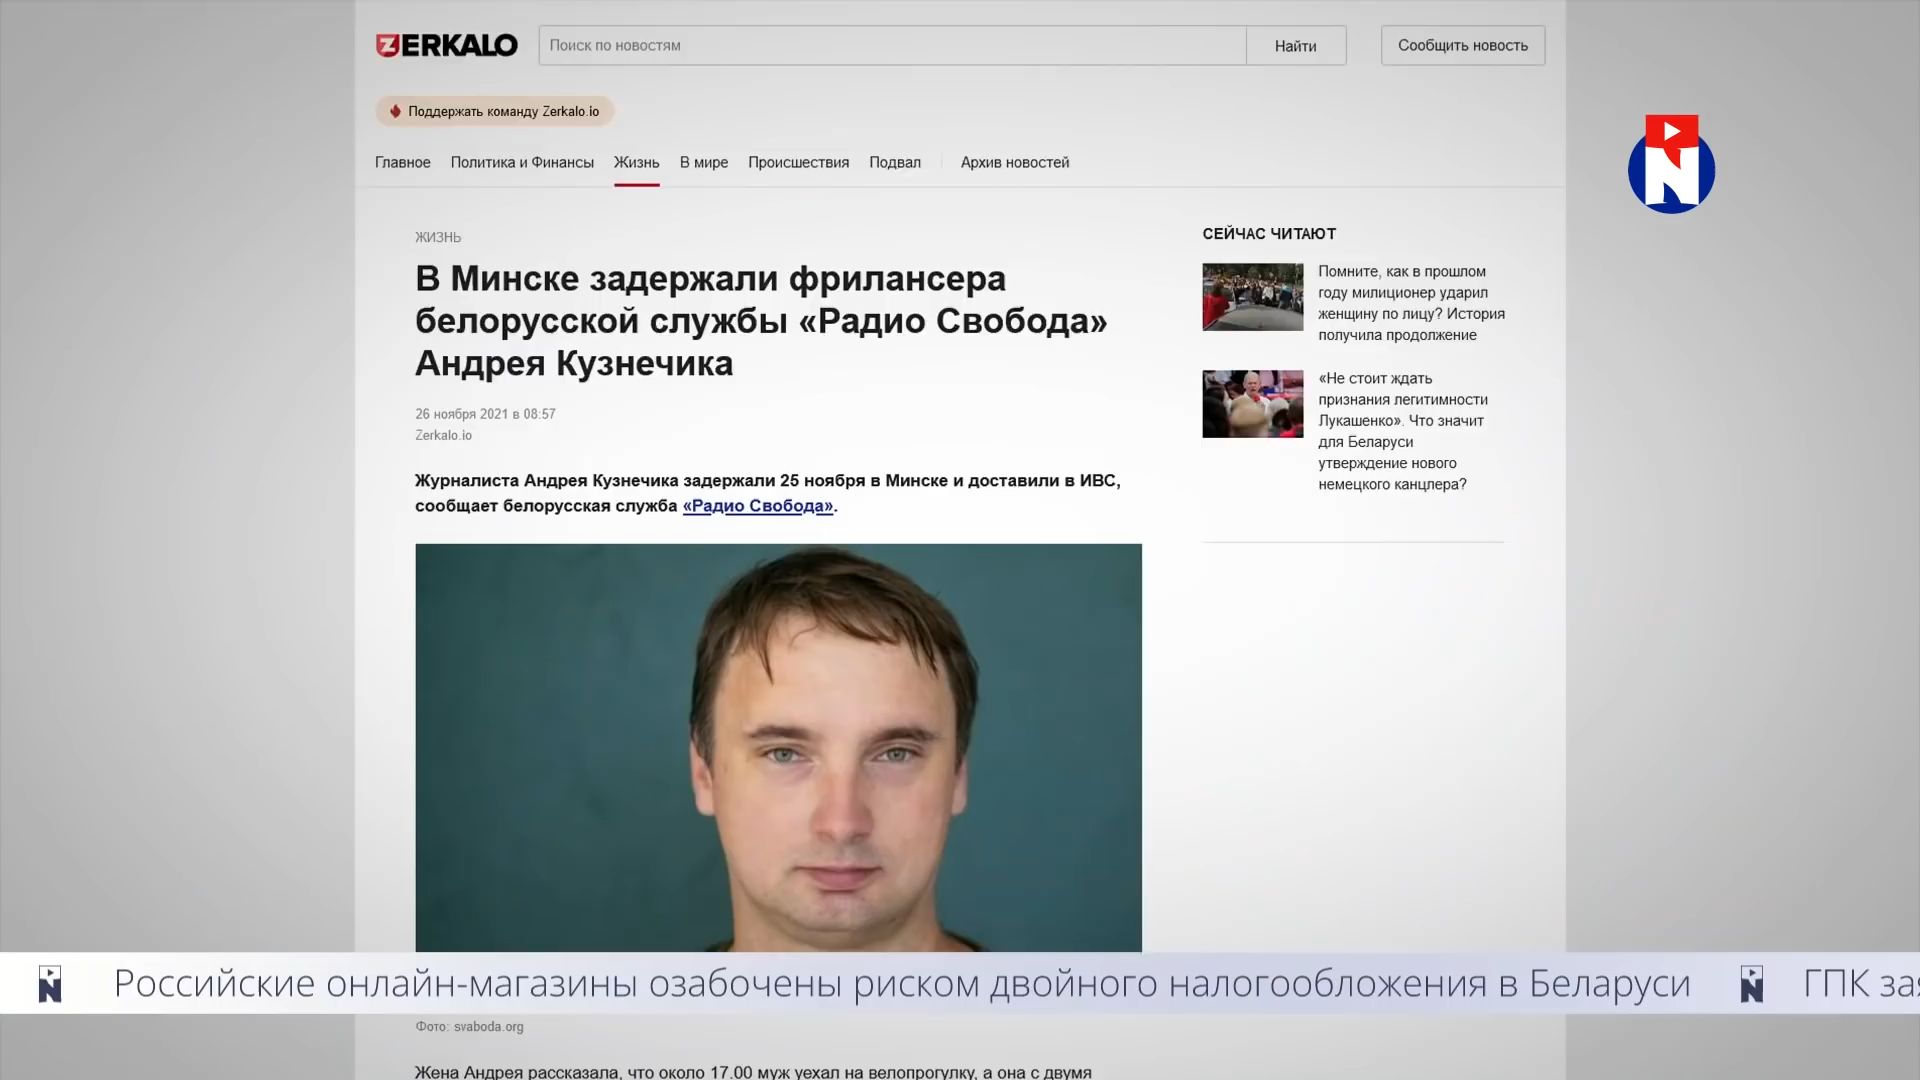 ZERKALO
Поиск по новостям
Найти
Сообщить новость
Поддержать команду Zerkalo.io
Главное Политика и Финансы Жизнь В мире Происшествия Подвал Архив новостей
ЖИЗНЬ
В Минске задержали фрилансера
белорусской службы «Радио Свобода»
Андрея Кузнечика
26 ноября 2021 в 08:57
Zerkalo.io
Журналиста Андрея Кузнечика задержали 25 ноября в Минске и доставили в ИВС,
сообщает белорусская служба «Радио Свобода».
СЕЙЧАС ЧИТАЮТ
Помните, как в прошлом
году милиционер ударил
женщину по лицу? История
получила продолжение
«Не стоит ждать
признания легитимности
Лукашенко». Что значит
для Беларуси
утверждение нового
немецкого канцлера?
N
N Российские онлайн-магазины озабочены риском двойного налогообложения в Беларуси N ГПК зая
Фото: svaboda.org
Жена Андрея рассказала, что около 17.00 муж уехал на велопрогулку, а она с двумя